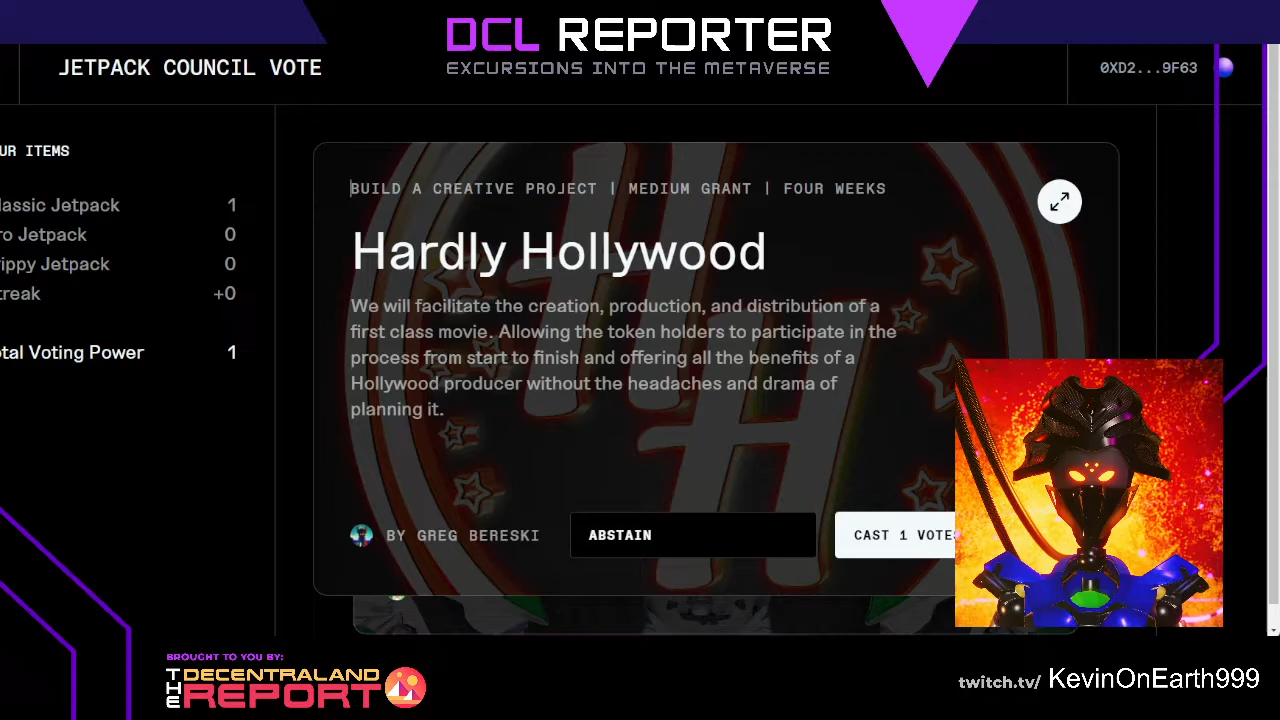 DCL REPORTER
EXCURSIONS INTO THE METAVERSE
JETPACK COUNCIL VOTE
0XD2...9F63
UR ITEMS
lassic Jetpack 1
ro Jetpack 0
ippy Jetpack 0
treak +0
otal Voting Power 1
BUILD A CREATIVE PROJECT | MEDIUM GRANT | FOUR WEEKS
Hardly Hollywood
We will facilitate the creation, production, and distribution of a
first class movie. Allowing the token holders to participate in the
process from start to finish and offering all the benefits of a
Hollywood producer without the headaches and drama of
planning it.
BY GREG BERESKI
ABSTAIN
CAST 1 VOTES
BROUGHT TO YOU BY:
THE DECENTRALAND
REPORT
twitch.tv/ KevinOnEarth999